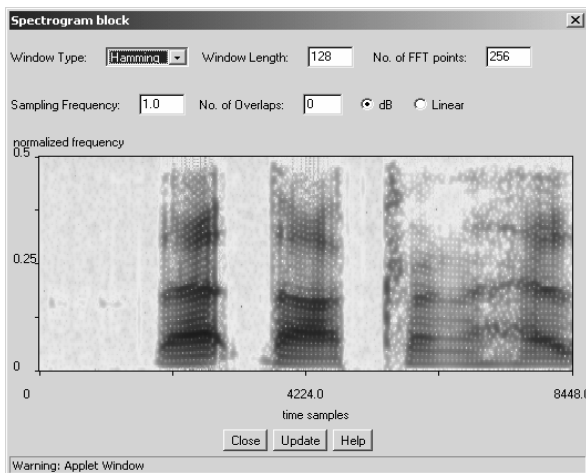 Spectrogram block
Window Type: Hamming Window Length: 128 No. of FFT points: 256
Sampling Frequency: 1.0 No. of Overlaps: 0 dB Linear
normalized frequency
0.5
0.25
0
0 4224.0 8448.0
time samples
Close Update Help
Warning: Applet Window